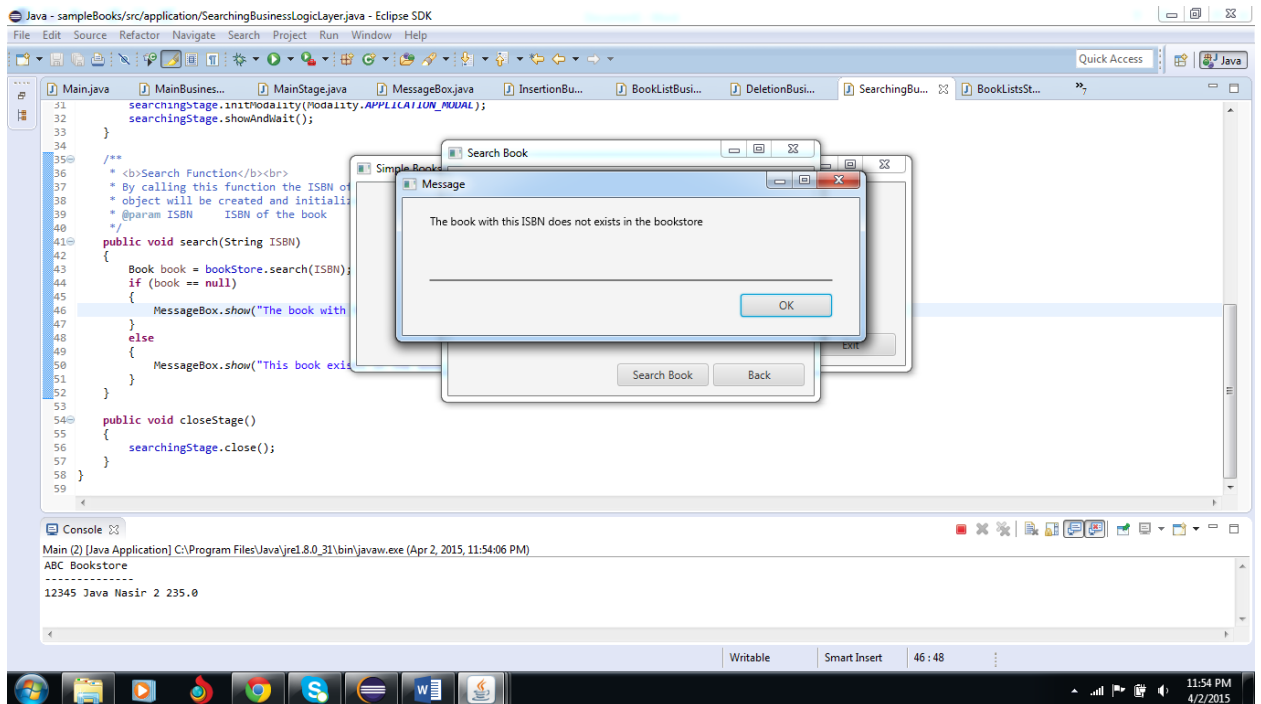 Java - sampleBooks/src/application/SearchingBusinessLogicLayer.java - Eclipse SDK
File Edit Source Refactor Navigate Search Project Run Window Help
Quick Access Java
Main.java MainBusines... MainStage.java MessageBox.java InsertionBu... BookListBusi... DeletionBusi... SearchingBu... BookListsSt... »7
31 searchingStage.initModality(Modality.APPLICATION_MODAL);
32 searchingStage.showAndWait();
33 }
34
35 /**
36 * <b>Search Function</b><br>
37 * By calling this function the ISBN of
38 * object will be created and
39 * @param ISBN ISBN of the book
40 */
41 public void search(String ISBN)
42 {
43 Book book = bookStore.search(ISBN);
44 if (book == null)
45 {
46 MessageBox.show("The book with
47 }
48 else
49 {
50 MessageBox.show("This book
51 }
52 }
53
54 public void closeStage()
55 {
56 searchingStage.close();
57 }
58 }
59
Search Book
Simple Books
Message
The book with this ISBN does not exists in the bookstore
OK
Exit
Search Book Back
Console
Main (2) [Java Application] C:\Program Files\Java\jre1.8.0_31\bin\javaw.exe (Apr 2, 2015, 11:54:06 PM)
ABC Bookstore
--------------
12345 Java Nasir 2 235.0
Writable Smart Insert 46 : 48
11:54 PM
4/2/2015